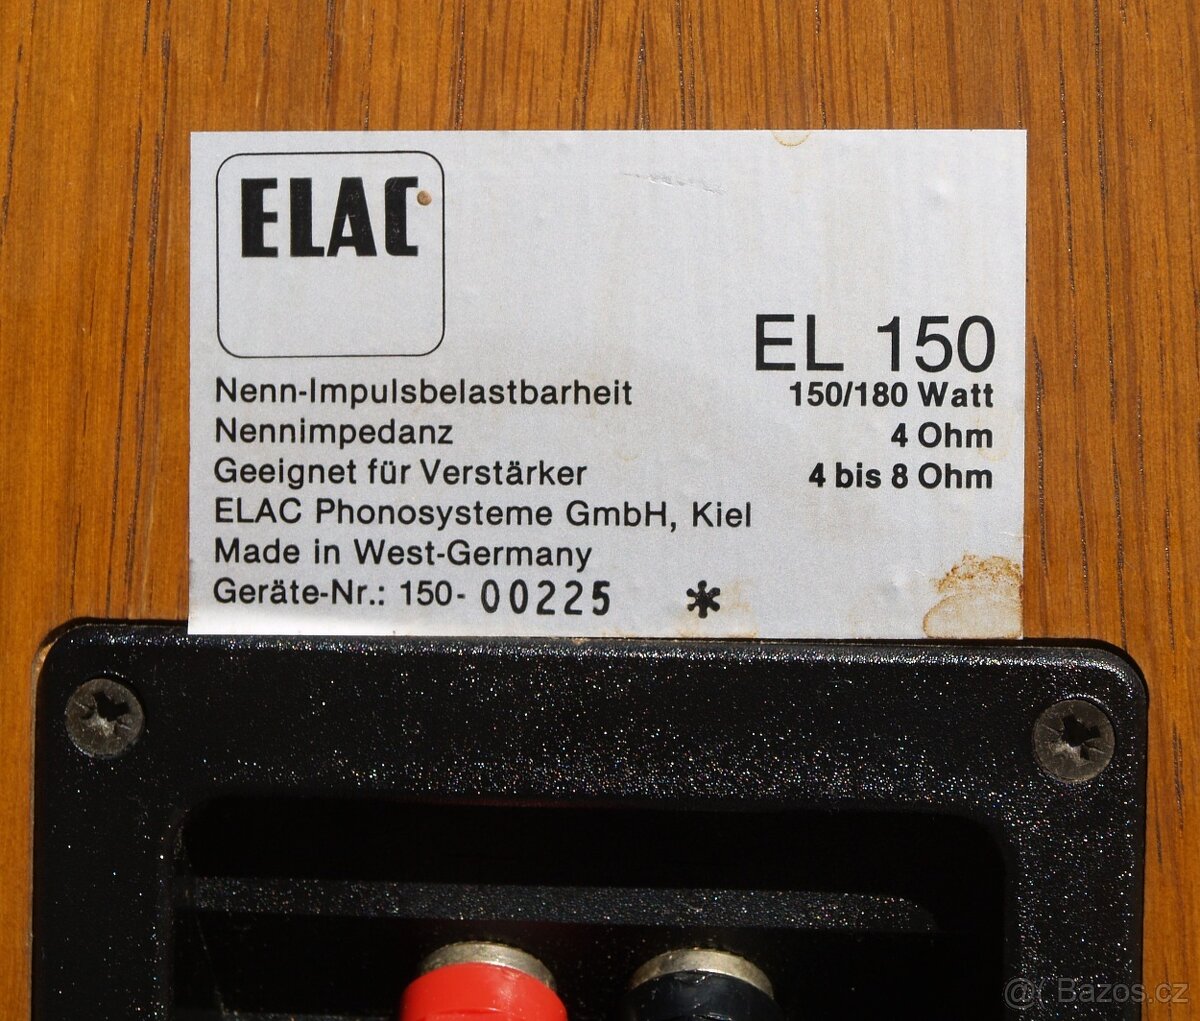 ELAC
EL 150
Nenn-Impulsbelastbarheit 150/180 Watt
Nennimpedanz 4 Ohm
Geeignet für Verstärker 4 bis 8 Ohm
ELAC Phonosysteme GmbH, Kiel
Made in West-Germany
Geräte-Nr.: 150-00225 *
@ Bazos.cz